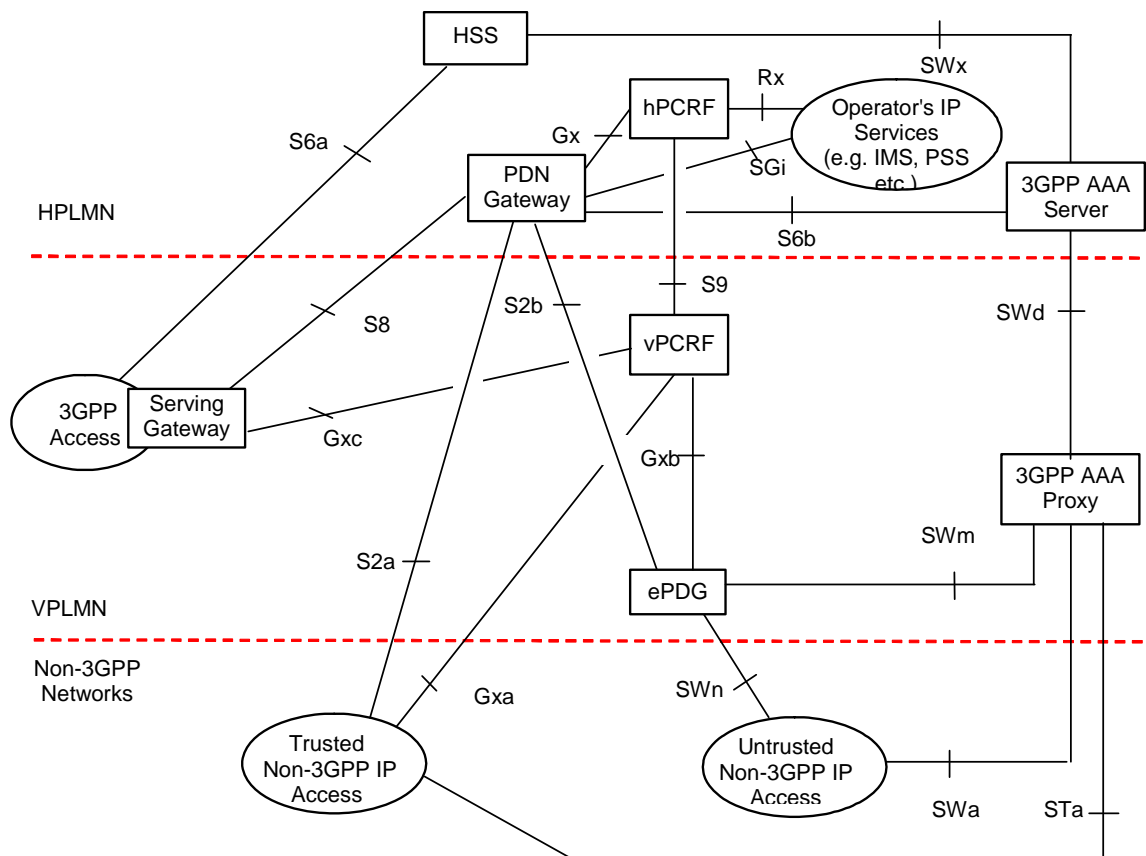 HSS
SWx
Rx
hPCRF
Operator's IP
Services
(e.g. IMS, PSS
etc.)
Gx
S6a
SGi
PDN
Gateway
3GPP AAA
Server
HPLMN
S6b
S2b
S9
SWd
S8
vPCRF
3GPP
Access
Serving
Gateway
Gxc
Gxb
3GPP AAA
Proxy
SWm
S2a
ePDG
VPLMN
Non-3GPP
Networks
Gxa
SWn
Trusted
Non-3GPP IP
Access
Untrusted
Non-3GPP IP
Access
SWa
STa